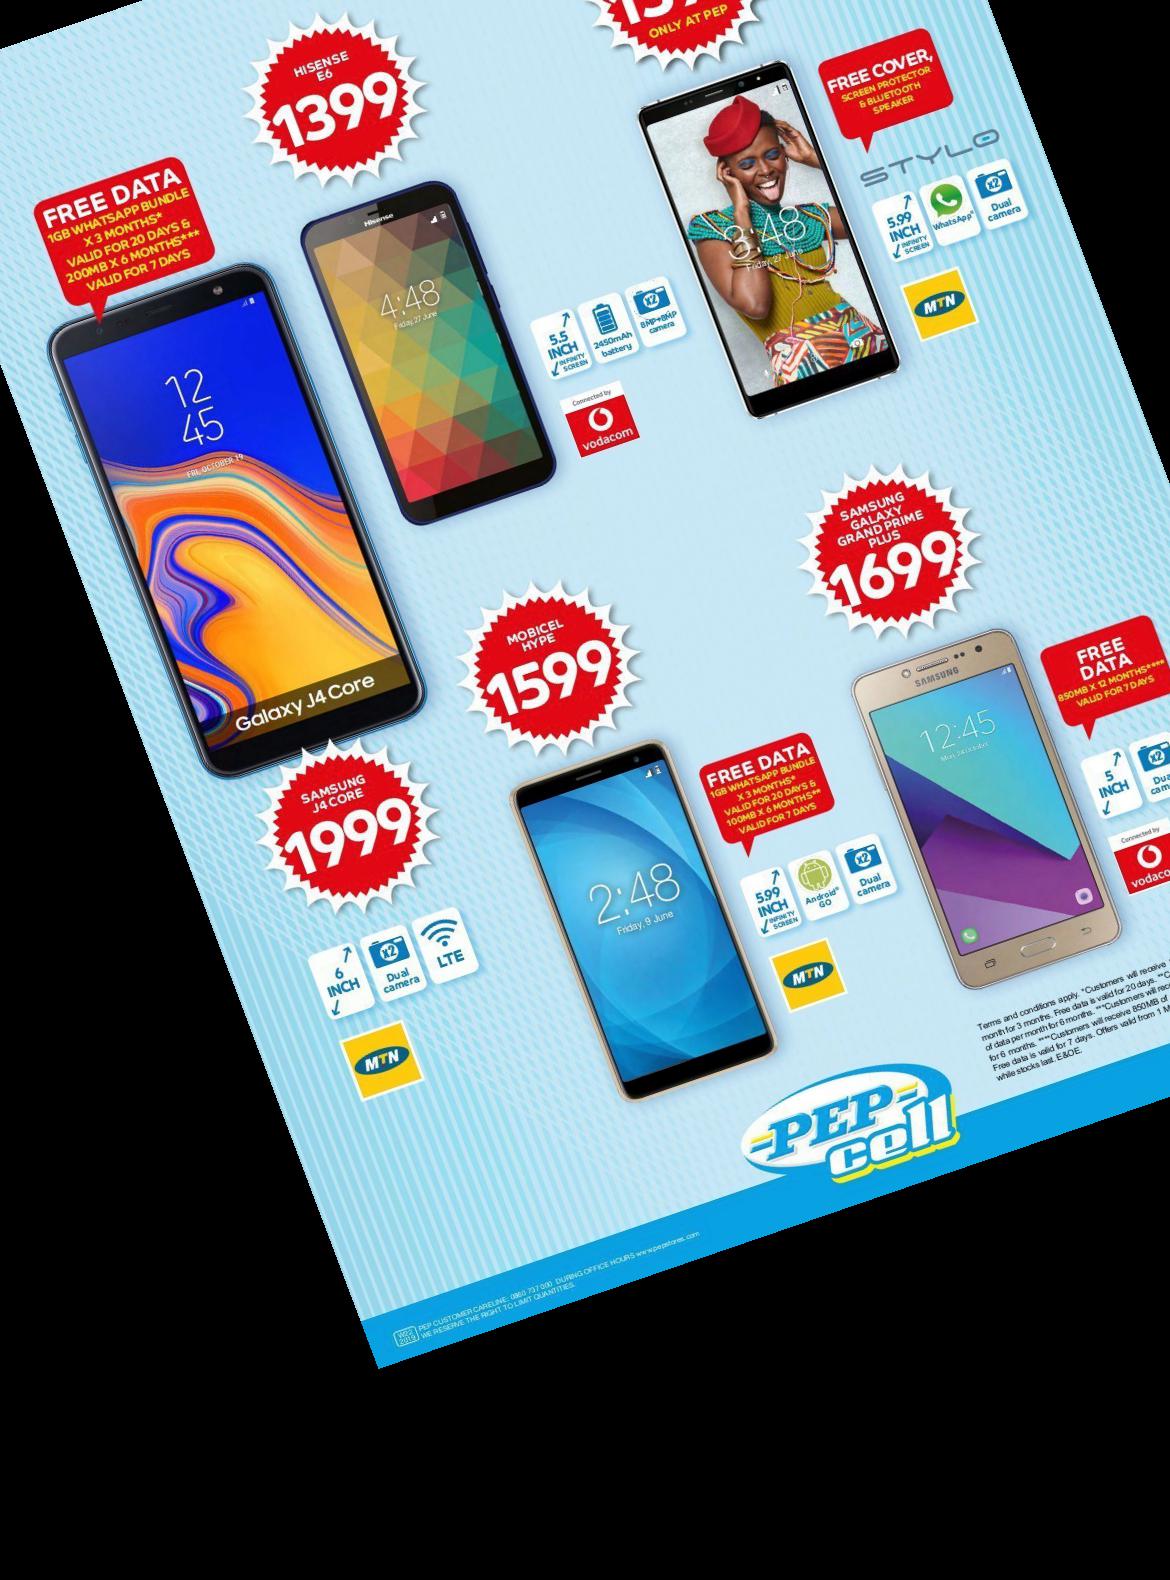 HISENSE
E6
1399
ONLY AT PEP
FREE COVER,
SCREEN PROTECTOR
& BLUETOOTH
SPEAKER
STYLO
5.99
INCH
INFINITY
SCREEN
WhatsApp®
X2
Dual
camera
MTN
3:48
Friday, 27 June
FREE DATA
1GB WHATSAPP BUNDLE
X 3 MONTHS*
VALID FOR 20 DAYS &
200MB X 6 MONTHS***
VALID FOR 7 DAYS
Hisense
4:48
Friday, 27 June
5.5
INCH
INFINITY
SCREEN
2450mAh
battery
X2
8MP+8MP
camera
Connected by
vodacom
12
45
FRI, OCTOBER 19
Galaxy J4 Core
SAMSUNG
J4 CORE
1999
6
INCH
X2
Dual
camera
LTE
MTN
MOBICEL
HYPE
1599
2:48
Friday, 9 June
FREE DATA
1GB WHATSAPP BUNDLE
X 3 MONTHS*
VALID FOR 20 DAYS &
100MB X 6 MONTHS**
VALID FOR 7 DAYS
5.99
INCH
INFINITY
SCREEN
Android®
GO
X2
Dual
camera
MTN
SAMSUNG
GALAXY
GRAND PRIME
PLUS
1699
SAMSUNG
12:45
FREE
DATA
850MB X 12 MONTHS****
VALID FOR 7 DAYS
5
INCH
X2
Connected by
Terms and conditions apply. *Customers will receive
month for 3 months. Free data is valid for 20 days.
of data per month for 6 months. ***Customers will
for 6 months. ****Customers will receive 850MB of
Free data is valid for 7 days. Offers valid from 1
while stocks last. E&OE.
PEP
cell
W22
2019
PEP CUSTOMER CARELINE: 0860 737 000 DURING OFFICE HOURS www.pepstores.com
WE RESERVE THE RIGHT TO LIMIT QUANTITIES.